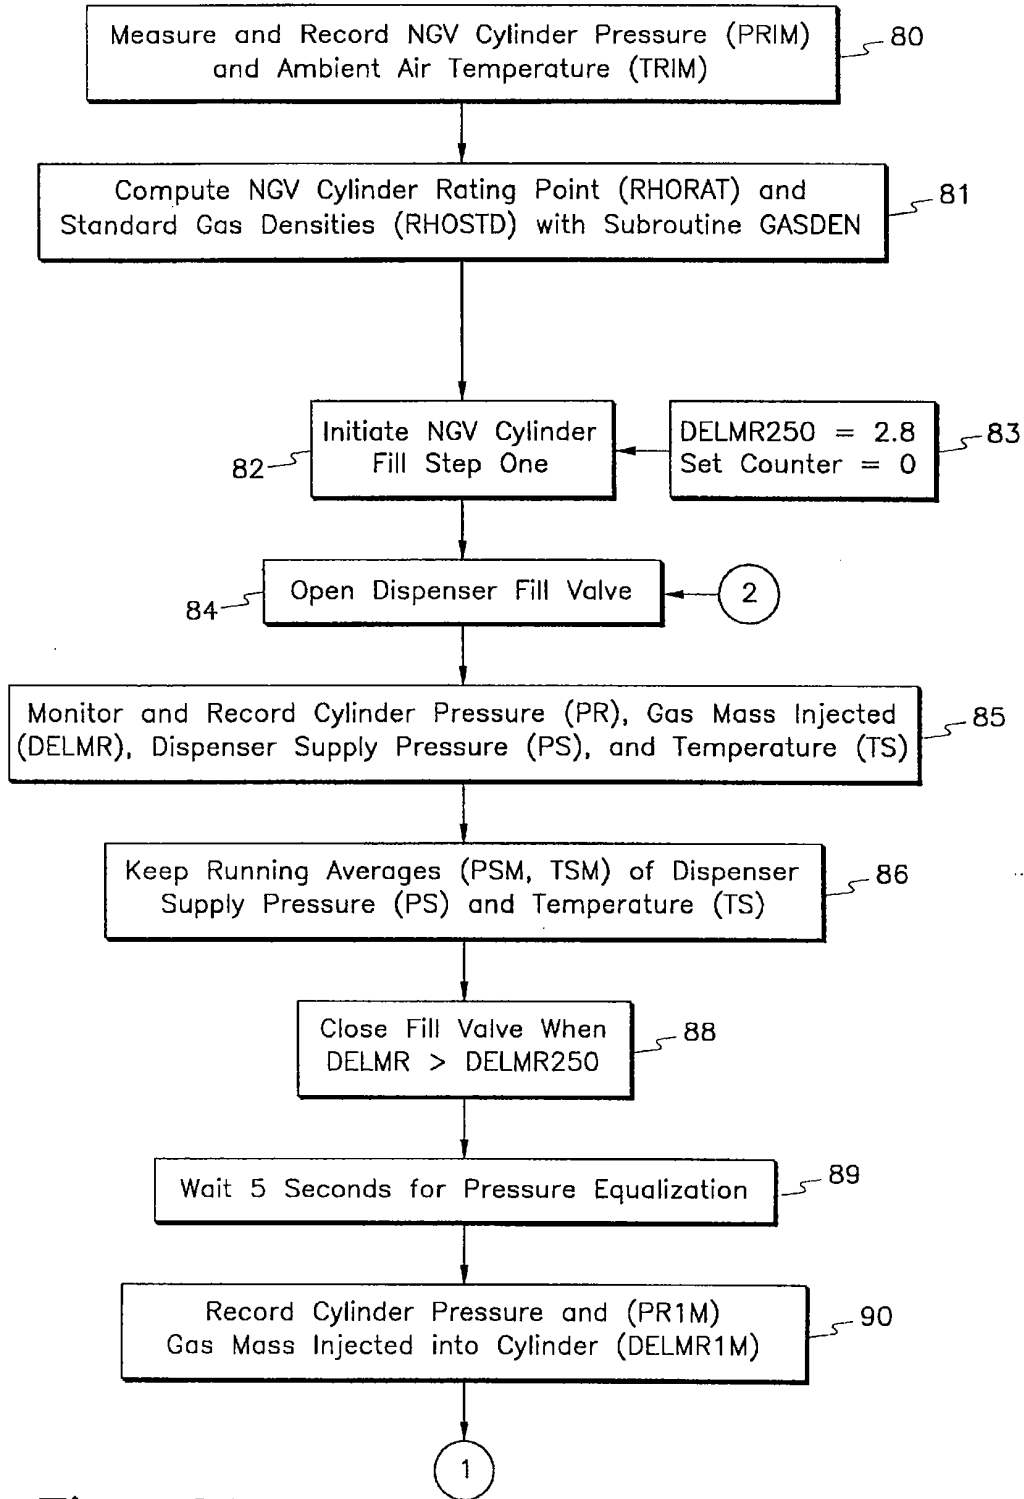 Measure and Record NGV Cylinder Pressure (PRIM)
and Ambient Air Temperature (TRIM)
80
Compute NGV Cylinder Rating Point (RHORAT) and
Standard Gas Densities (RHOSTD) with Subroutine GASDEN
81
Initiate NGV Cylinder
Fill Step One
82
DELMR250 = 2.8
Set Counter = 0
83
Open Dispenser Fill Valve
84
2
Monitor and Record Cylinder Pressure (PR), Gas Mass Injected
(DELMR), Dispenser Supply Pressure (PS), and Temperature (TS)
85
Keep Running Averages (PSM, TSM) of Dispenser
Supply Pressure (PS) and Temperature (TS)
86
Close Fill Valve When
DELMR > DELMR250
88
Wait 5 Seconds for Pressure Equalization
89
Record Cylinder Pressure and (PR1M)
Gas Mass Injected into Cylinder (DELMR1M)
90
1